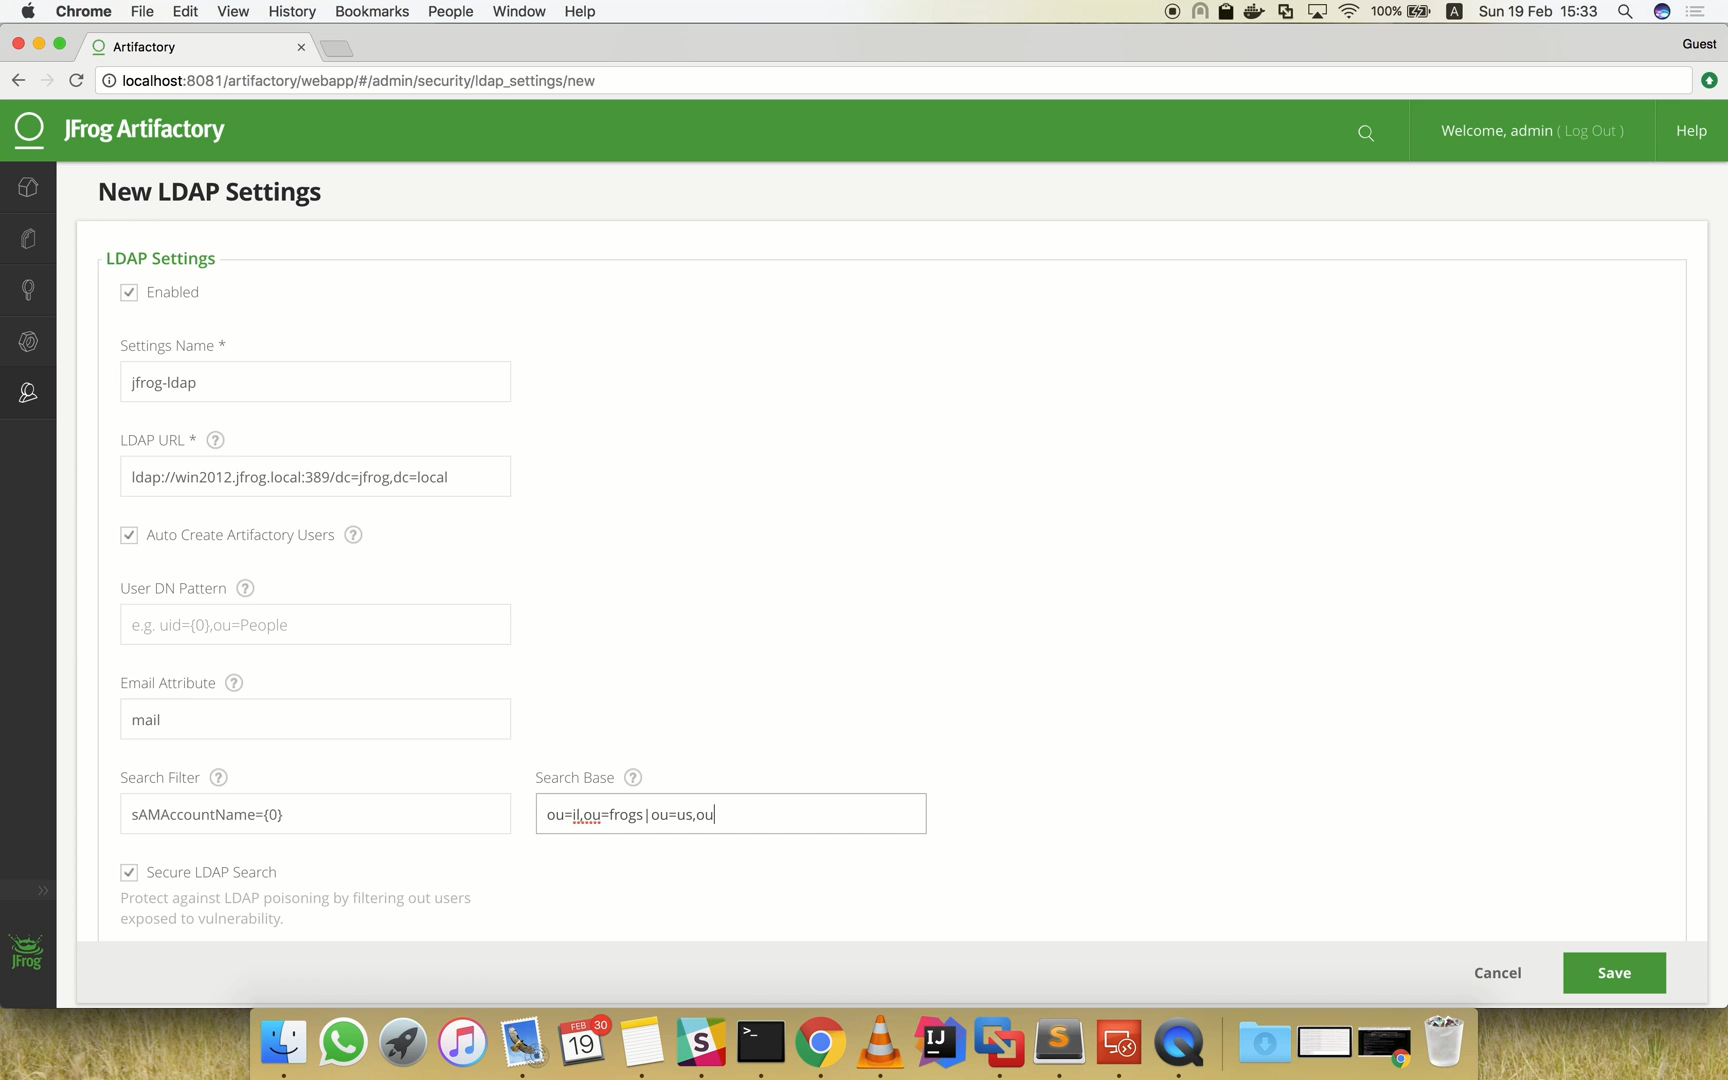 Chrome File Edit View History Bookmarks People Window Help 100% A Sun 19 Feb 15:33
Artifactory Guest
localhost:8081/artifactory/webapp/#/admin/security/ldap_settings/new
JFrog Artifactory Welcome, admin ( Log Out ) Help
New LDAP Settings
LDAP Settings
Enabled
Settings Name *
jfrog-ldap
LDAP URL * ?
ldap://win2012.jfrog.local:389/dc=jfrog,dc=local
Auto Create Artifactory Users ?
User DN Pattern ?
e.g. uid={0},ou=People
Email Attribute ?
mail
Search Filter ? Search Base ?
sAMAccountName={0} ou=il,ou=frogs|ou=us,ou
Secure LDAP Search
Protect against LDAP poisoning by filtering out users
exposed to vulnerability.
JFrog
Cancel Save
FEB 30
19
S
>_
IJ
S